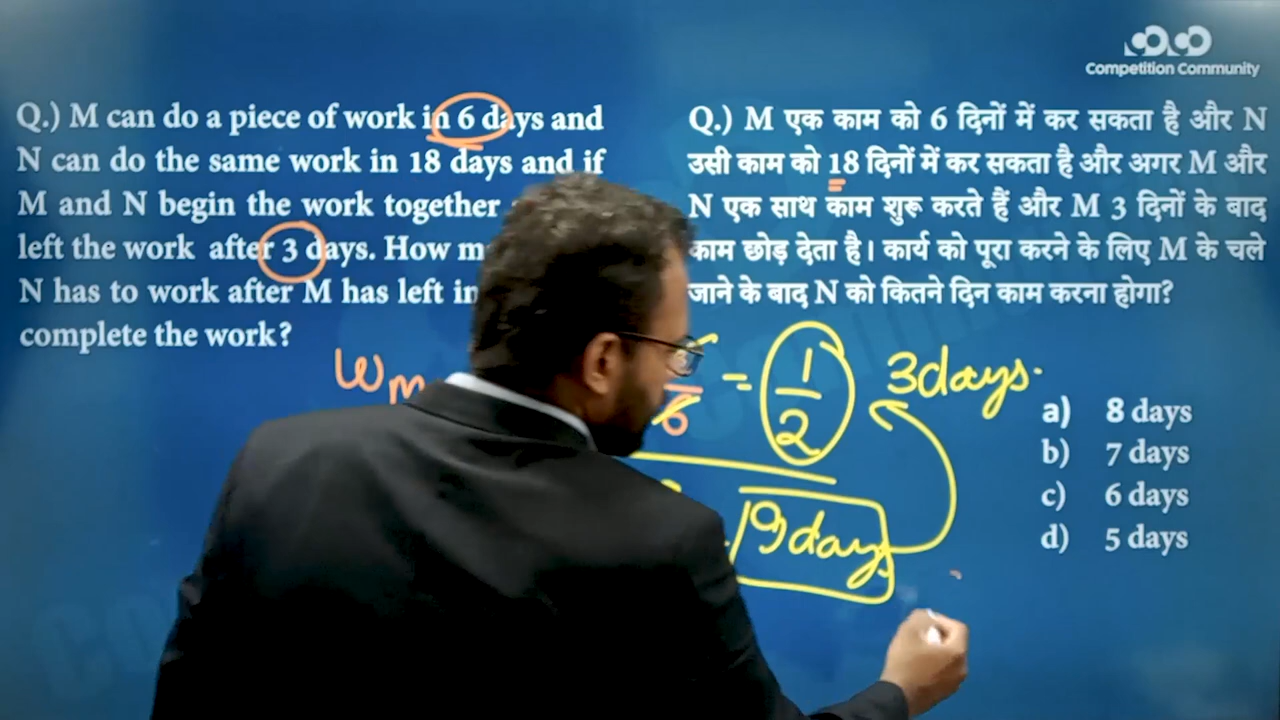 COCO
Competition Community
Q.) M can do a piece of work in 6 days and
N can do the same work in 18 days and if
M and N begin the work together
left the work after 3 days. How
N has to work after M has left in
complete the work?
Q.) M एक काम को 6 दिनों में कर सकता है और N
उसी काम को 18 दिनों में कर सकता है और अगर M और
N एक साथ काम शुरू करते हैं और M 3 दिनों के बाद
काम छोड़ देता है। कार्य को पूरा करने के लिए M के चले
जाने के बाद N को कितने दिन काम करना होगा?
WM
6 = 1/2 3days.
9days
a) 8 days
b) 7 days
c) 6 days
d) 5 days